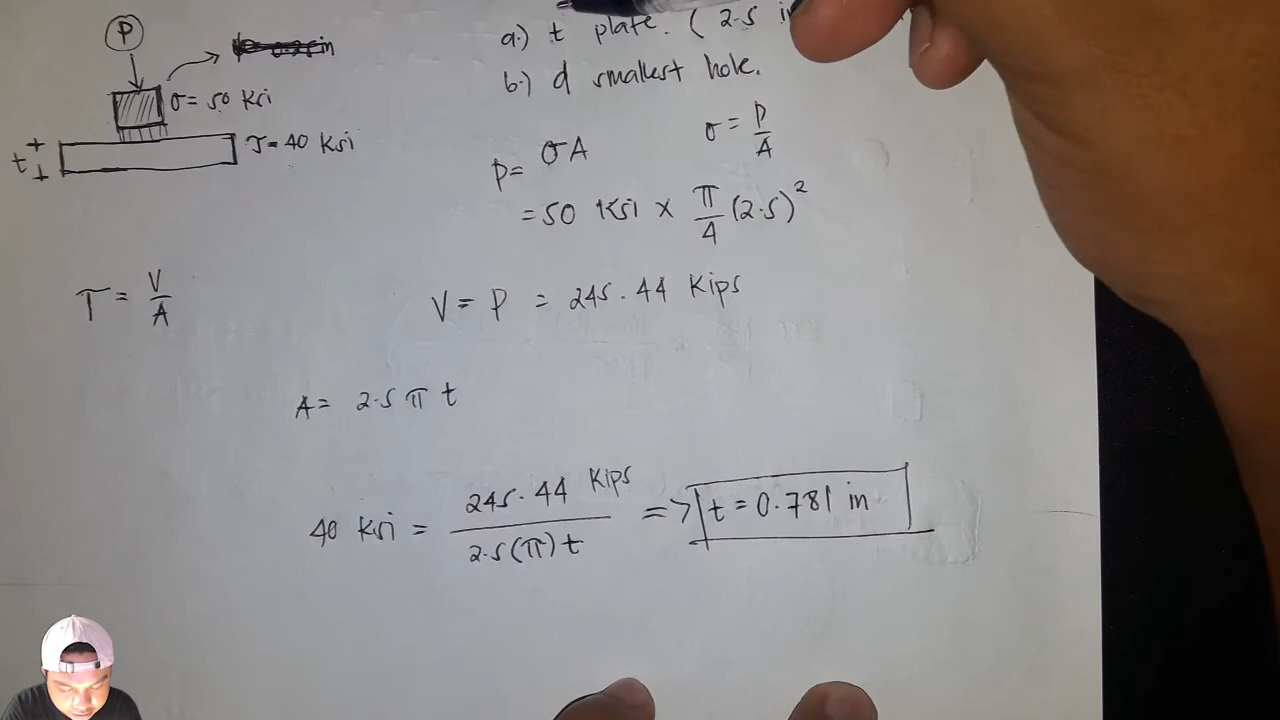 P
a.) t plate. ( 2.5 in
b.) d smallest hole.
σ = 50 Ksi
t
τ = 40 Ksi
σ = P/A
P = σA
= 50 Ksi × π/4 (2.5)²
τ = V/A
V = P = 245.44 Kips
A = 2.5 π t
40 Ksi = 245.44 Kips / 2.5(π) t => t = 0.781 in